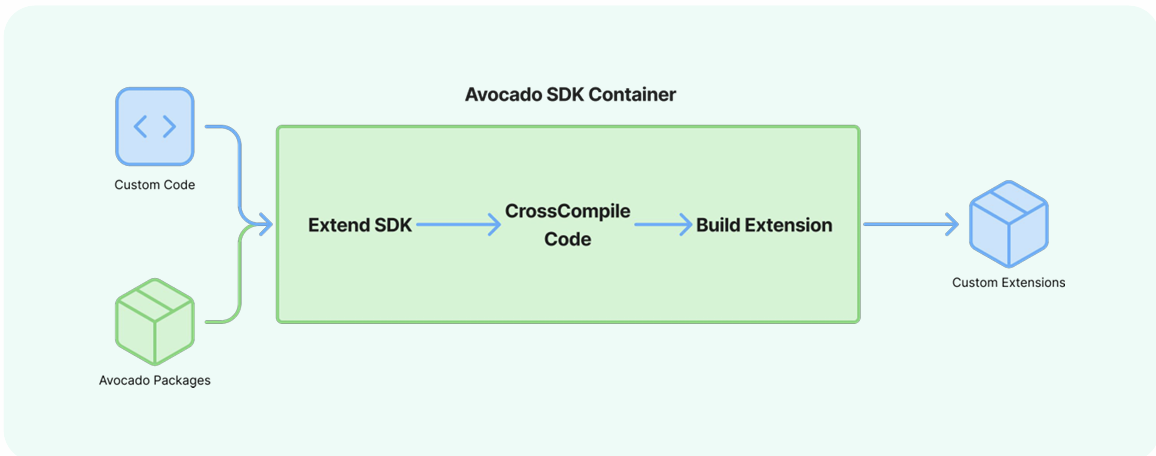 Avocado SDK Container
Custom Code
Extend SDK
CrossCompile
Code
Build Extension
Custom Extensions
Avocado Packages